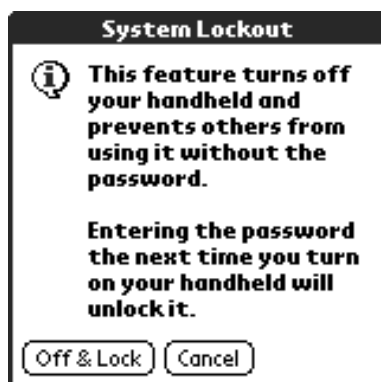 System Lockout
This feature turns off
your handheld and
prevents others from
using it without the
password.
Entering the password
the next time you turn
on your handheld will
unlock it.
Off & Lock Cancel